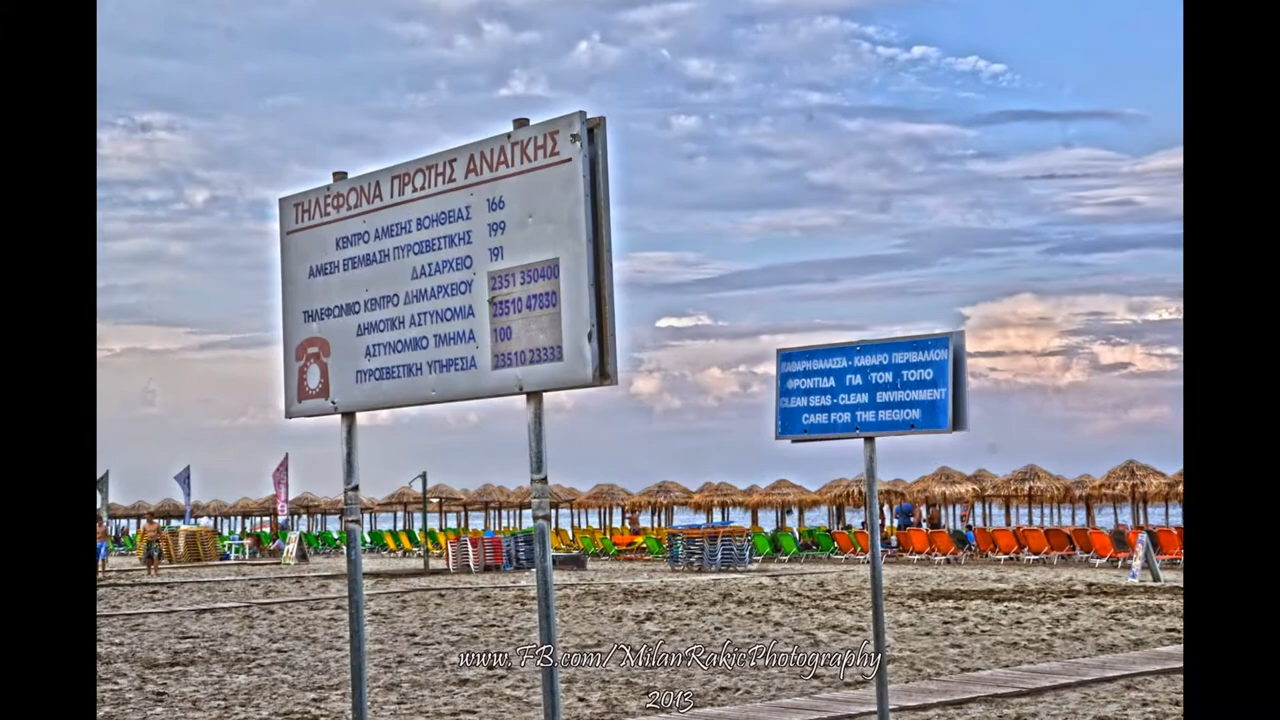 ΤΗΛΕΦΩΝΑ ΠΡΩΤΗΣ ΑΝΑΓΚΗΣ
ΚΕΝΤΡΟ ΑΜΕΣΗΣ ΒΟΗΘΕΙΑΣ 166
ΑΜΕΣΗ ΕΠΕΜΒΑΣΗ ΠΥΡΟΣΒΕΣΤΙΚΗΣ 199
ΔΑΣΑΡΧΕΙΟ 191
ΤΗΛΕΦΩΝΙΚΟ ΚΕΝΤΡΟ ΔΗΜΑΡΧΕΙΟΥ 2351 350400
ΔΗΜΟΤΙΚΗ ΑΣΤΥΝΟΜΙΑ 23510 47830
ΑΣΤΥΝΟΜΙΚΟ ΤΜΗΜΑ 100
ΠΥΡΟΣΒΕΣΤΙΚΗ ΥΠΗΡΕΣΙΑ 23510 23333
ΚΑΘΑΡΗ ΘΑΛΑΣΣΑ - ΚΑΘΑΡΟ ΠΕΡΙΒΑΛΛΟΝ
ΦΡΟΝΤΙΔΑ ΓΙΑ ΤΟΝ ΤΟΠΟ
CLEAN SEAS - CLEAN ENVIRONMENT
CARE FOR THE REGION
www.FB.com/MilanRakicPhotography
2013